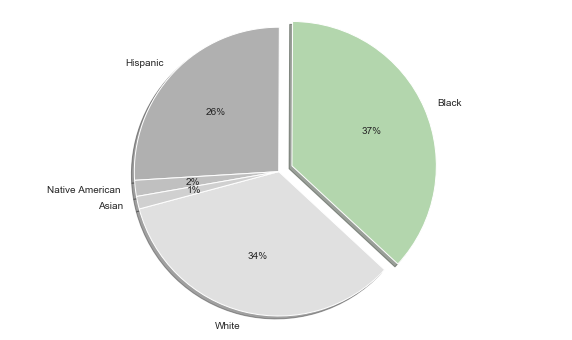 Hispanic
Black
26%
37%
2%
Native American
1%
Asian
34%
White